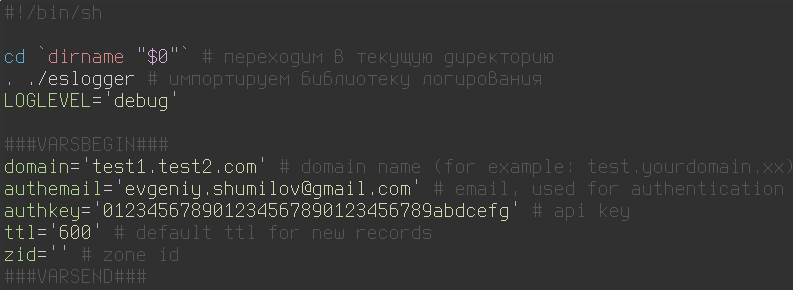 #!/bin/sh
cd `dirname "$0"` # переходим в текущую директорию
. ./eslogger # импортируем библиотеку логирования
LOGLEVEL='debug'
###VARSBEGIN###
domain='test1.test2.com' # domain name (for example: test.yourdomain.xx)
authemail='evgeniy.shumilov@gmail.com' # email, used for authentication
authkey='012345678901234567890123456789abdcefg' # api key
ttl='600' # default ttl for new records
zid='' # zone id
###VARSEND###